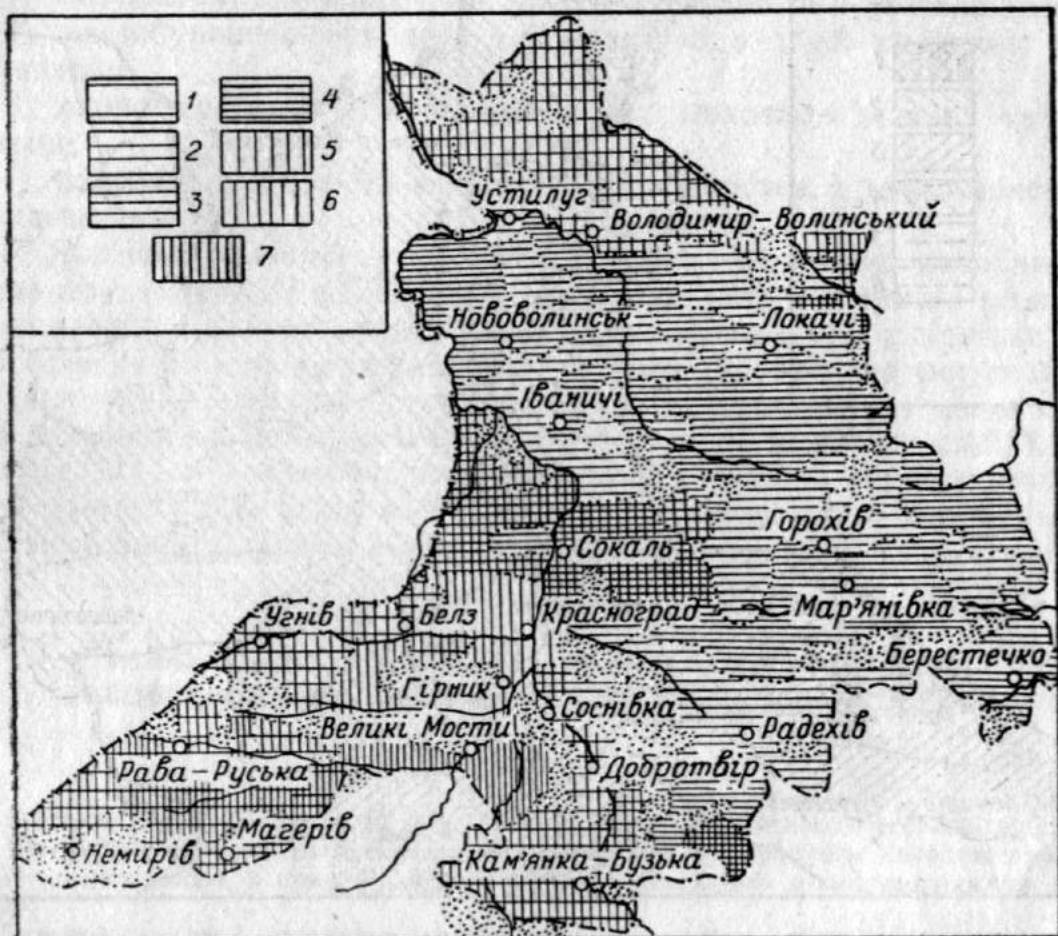 1 4
2 5
3 6
7
Устилуг
Володимир-Волинський
Нововолинськ
Локачі
Іваничі
Горохів
Сокаль
Мар'янівка
Угнів
Белз
Красноград
Берестечко
Гірник
Соснівка
Великі Мости
Радехів
Рава-Руська
Добротвір
Магерів
Немирів
Кам'янка-Бузька